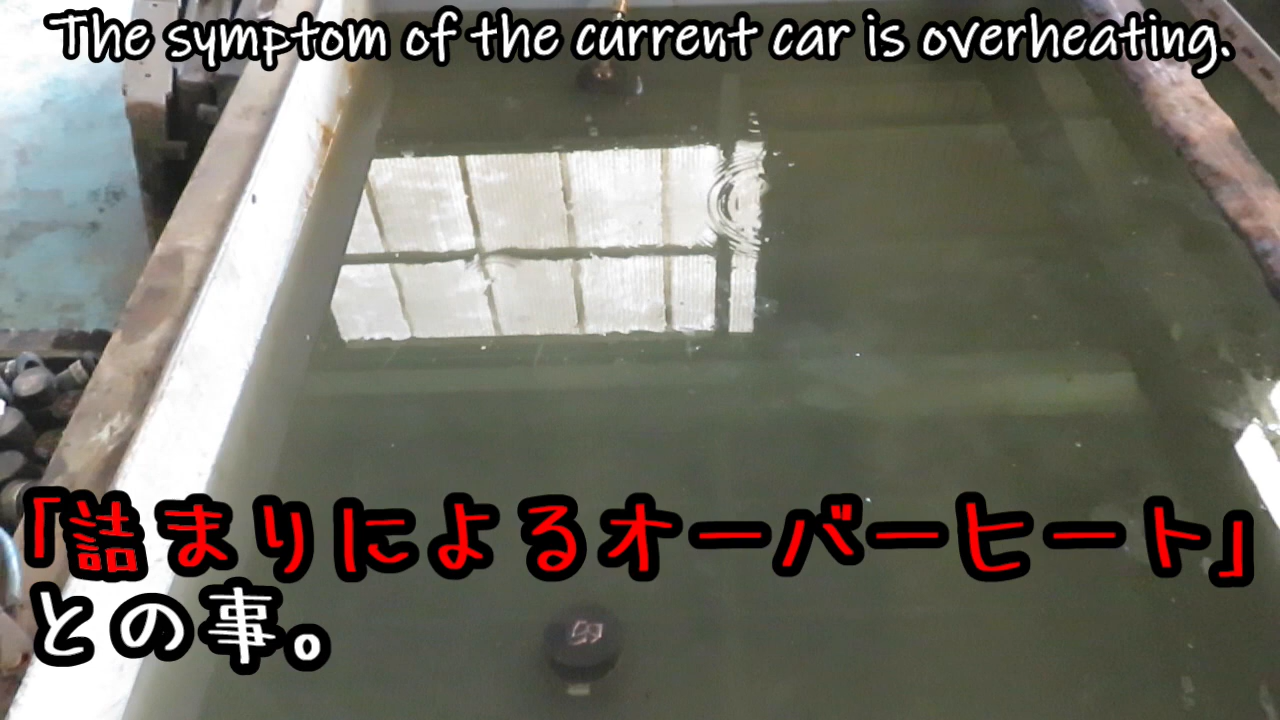 The symptom of the current car is overheating.
「詰まりによるオーバーヒート」
との事。